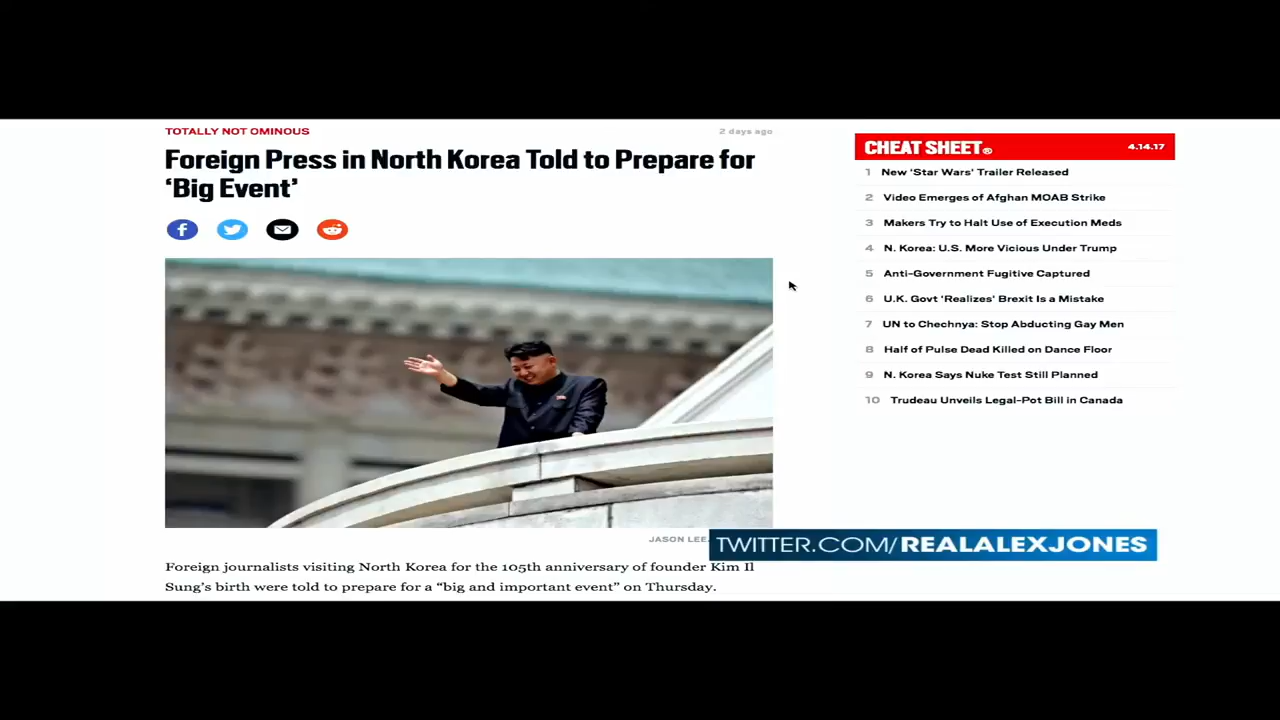 TOTALLY NOT OMINOUS
2 days ago
Foreign Press in North Korea Told to Prepare for
‘Big Event’
JASON LEE
Foreign journalists visiting North Korea for the 105th anniversary of founder Kim Il
Sung’s birth were told to prepare for a “big and important event” on Thursday.
CHEAT SHEET®
4.14.17
1 New ‘Star Wars’ Trailer Released
2 Video Emerges of Afghan MOAB Strike
3 Makers Try to Halt Use of Execution Meds
4 N. Korea: U.S. More Vicious Under Trump
5 Anti-Government Fugitive Captured
6 U.K. Govt ‘Realizes’ Brexit Is a Mistake
7 UN to Chechnya: Stop Abducting Gay Men
8 Half of Pulse Dead Killed on Dance Floor
9 N. Korea Says Nuke Test Still Planned
10 Trudeau Unveils Legal-Pot Bill in Canada
TWITTER.COM/REALALEXJONES